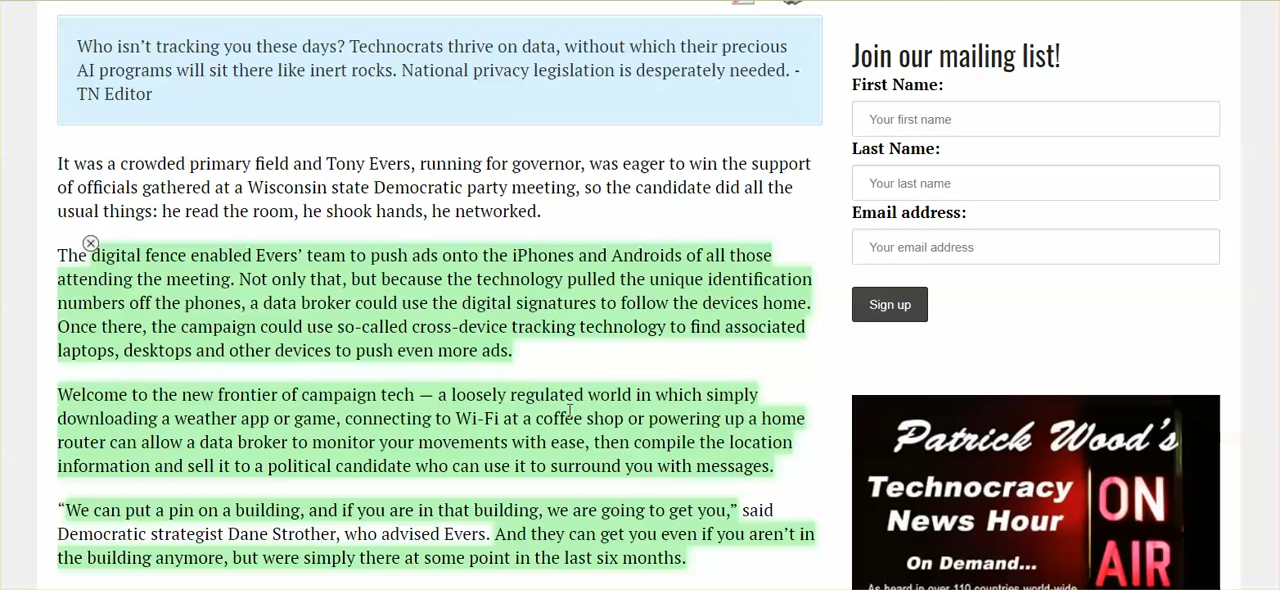 Who isn’t tracking you these days? Technocrats thrive on data, without which their precious
AI programs will sit there like inert rocks. National privacy legislation is desperately needed. -
TN Editor
It was a crowded primary field and Tony Evers, running for governor, was eager to win the support
of officials gathered at a Wisconsin state Democratic party meeting, so the candidate did all the
usual things: he read the room, he shook hands, he networked.
The digital fence enabled Evers’ team to push ads onto the iPhones and Androids of all those
attending the meeting. Not only that, but because the technology pulled the unique identification
numbers off the phones, a data broker could use the digital signatures to follow the devices home.
Once there, the campaign could use so-called cross-device tracking technology to find associated
laptops, desktops and other devices to push even more ads.
Welcome to the new frontier of campaign tech — a loosely regulated world in which simply
downloading a weather app or game, connecting to Wi-Fi at a coffee shop or powering up a home
router can allow a data broker to monitor your movements with ease, then compile the location
information and sell it to a political candidate who can use it to surround you with messages.
“We can put a pin on a building, and if you are in that building, we are going to get you,” said
Democratic strategist Dane Strother, who advised Evers. And they can get you even if you aren’t in
the building anymore, but were simply there at some point in the last six months.
Join our mailing list!
First Name:
Your first name
Last Name:
Your last name
Email address:
Your email address
Sign up
Patrick Wood’s
Technocracy
News Hour
On Demand...
As heard in over 110 countries world-wide
ON
AIR